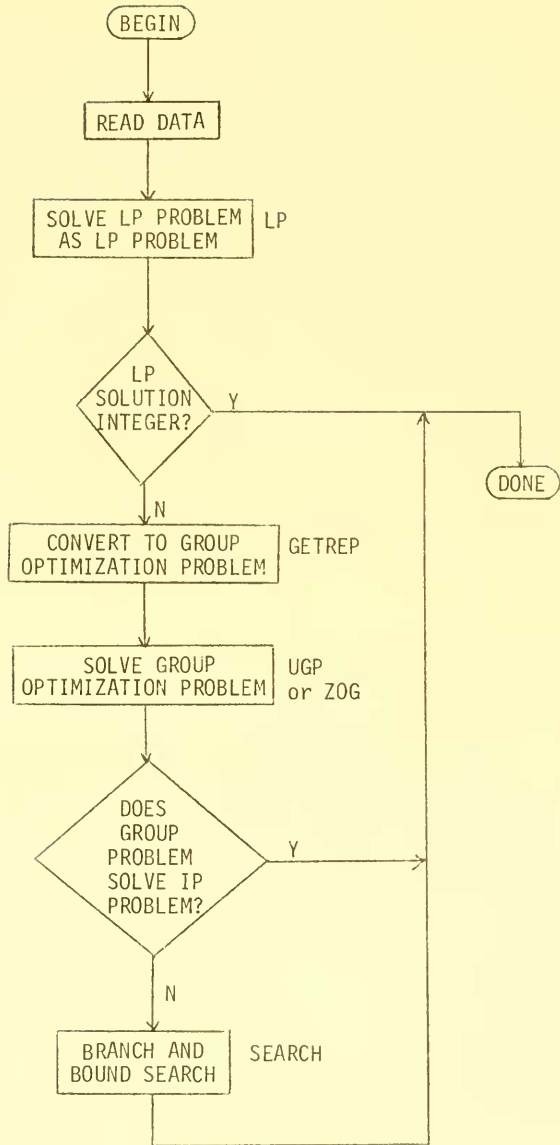 BEGIN
READ DATA
SOLVE LP PROBLEM
AS LP PROBLEM
LP
LP
SOLUTION
INTEGER?
Y
DONE
N
CONVERT TO GROUP
OPTIMIZATION PROBLEM
GETREP
SOLVE GROUP
OPTIMIZATION PROBLEM
UGP
or ZOG
DOES
GROUP
PROBLEM
SOLVE IP
PROBLEM?
Y
N
BRANCH AND
BOUND SEARCH
SEARCH